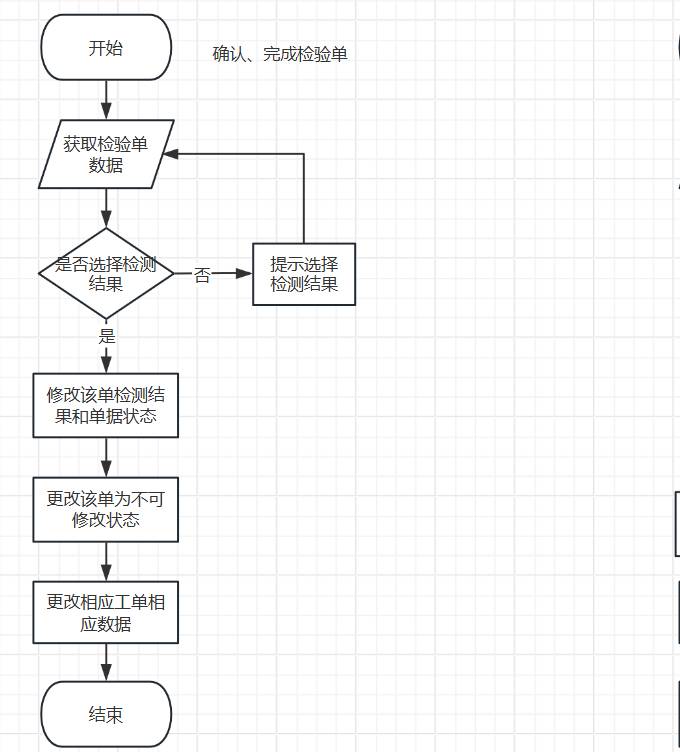 开始
确认、完成检验单
获取检验单
数据
是否选择检测
结果
否
提示选择
检测结果
是
修改该单检测结
果和单据状态
更改该单为不可
修改状态
更改相应工单相
应数据
结束